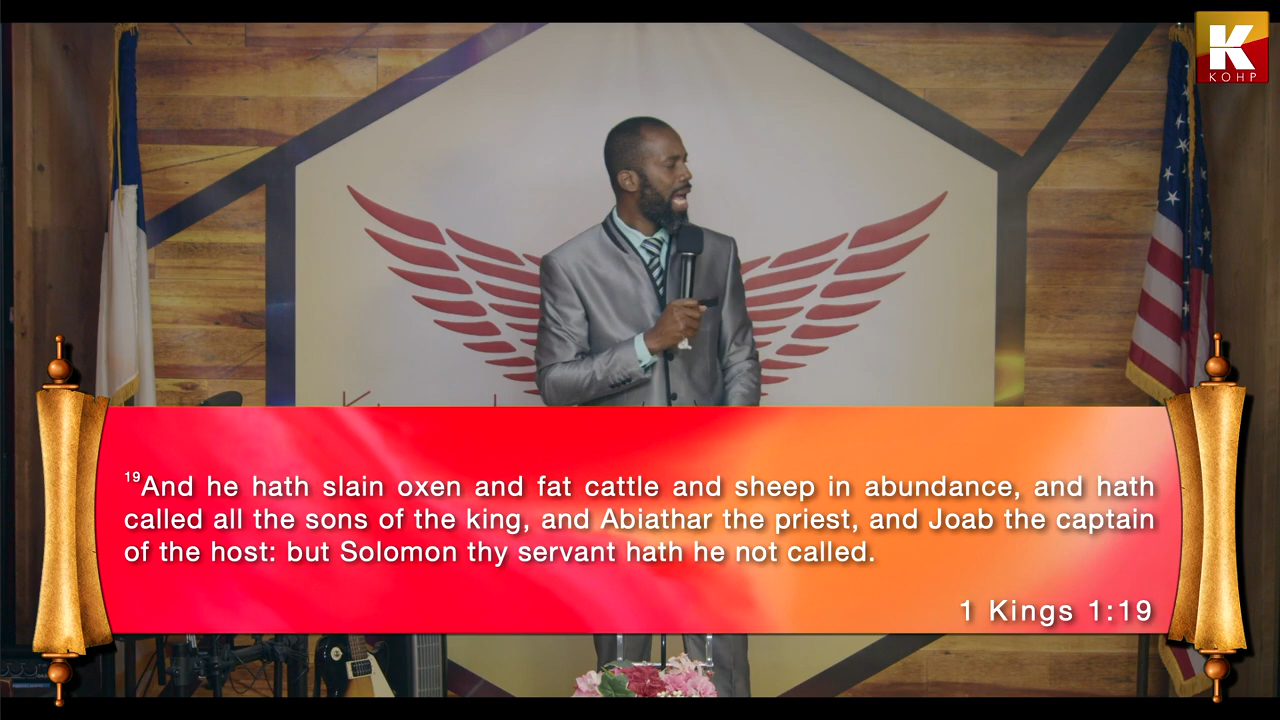 K
KOHP
19And he hath slain oxen and fat cattle and sheep in abundance, and hath
called all the sons of the king, and Abiathar the priest, and Joab the captain
of the host: but Solomon thy servant hath he not called.
1 Kings 1:19